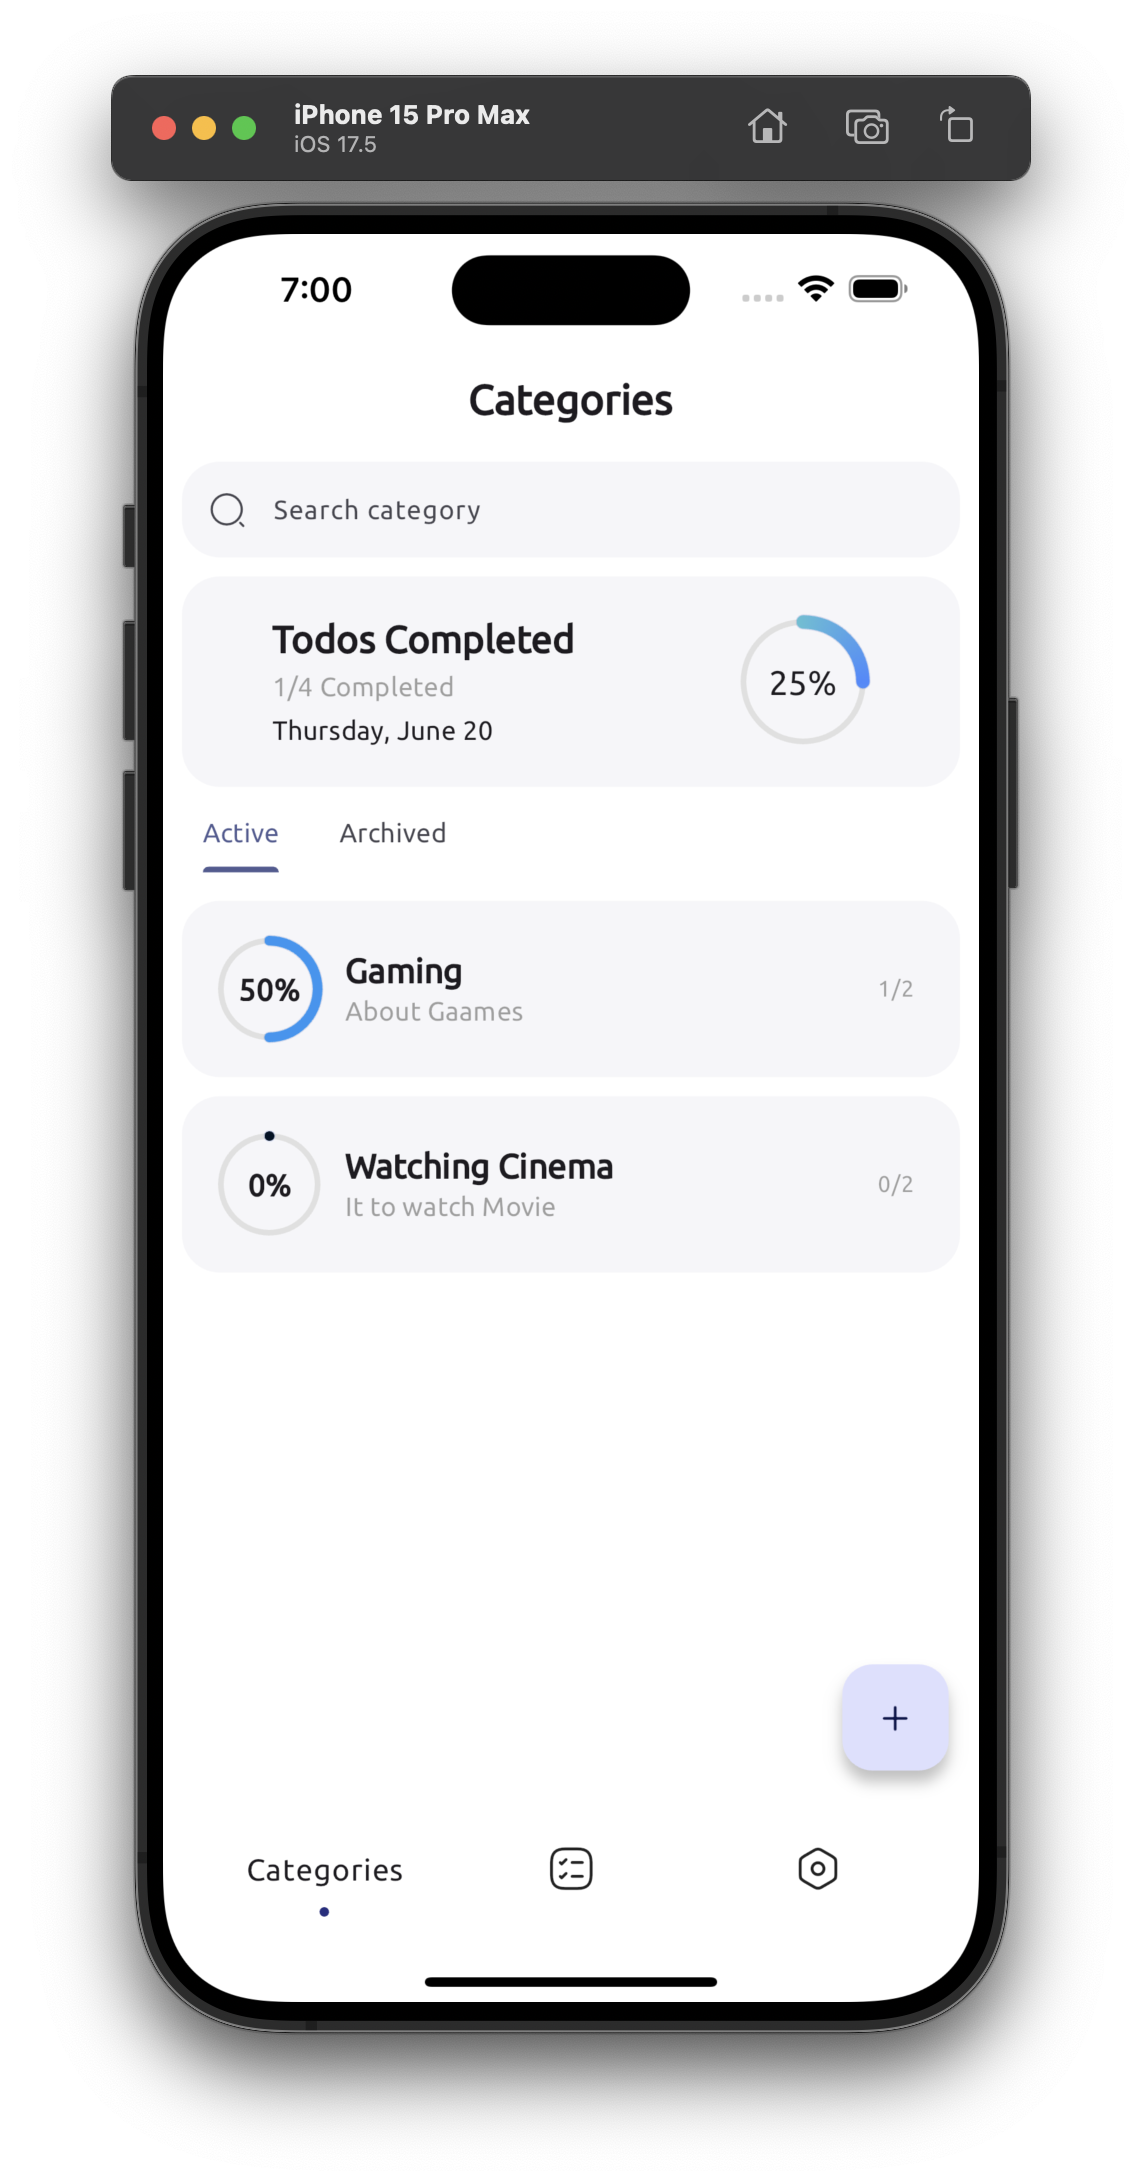 iPhone 15 Pro Max
iOS 17.5
7:00
Categories
Search category
Todos Completed
1/4 Completed
Thursday, June 20
25%
Active
Archived
50%
Gaming
About Gaames
1/2
0%
Watching Cinema
It to watch Movie
0/2
Categories